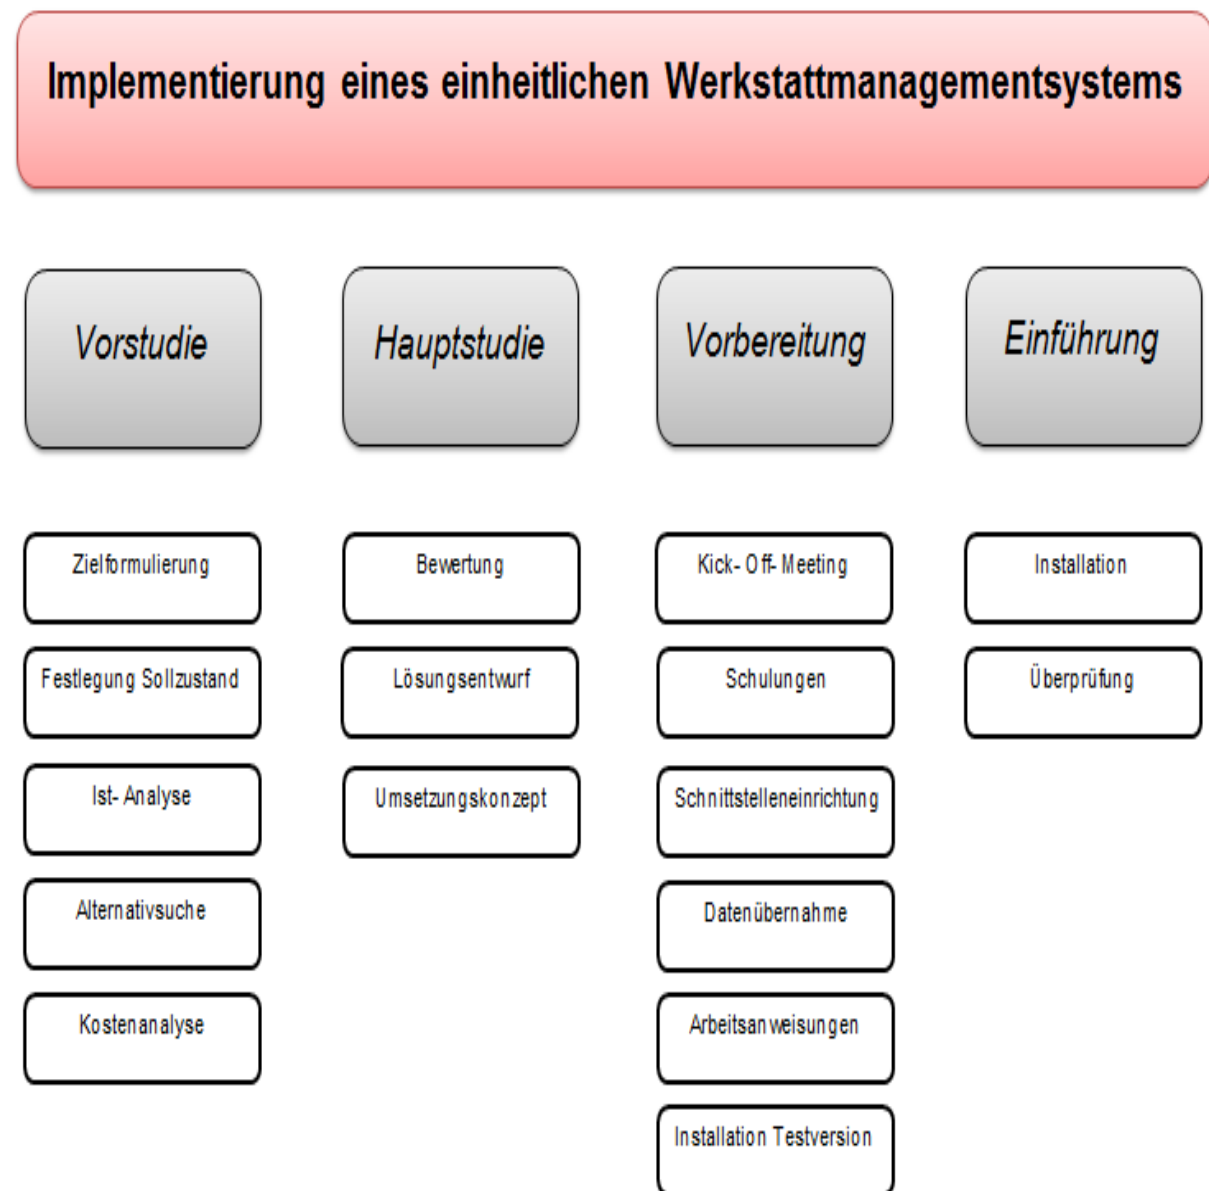 Implementierung eines einheitlichen Werkstattmanagementsystems
Vorstudie
Hauptstudie
Vorbereitung
Einführung
Zielformulierung
Festlegung Sollzustand
Ist- Analyse
Alternativsuche
Kostenanalyse
Bewertung
Lösungsentwurf
Umsetzungskonzept
Kick- Off- Meeting
Schulungen
Schnittstelleneinrichtung
Datenübernahme
Arbeitsanweisungen
Installation Testversion
Installation
Überprüfung